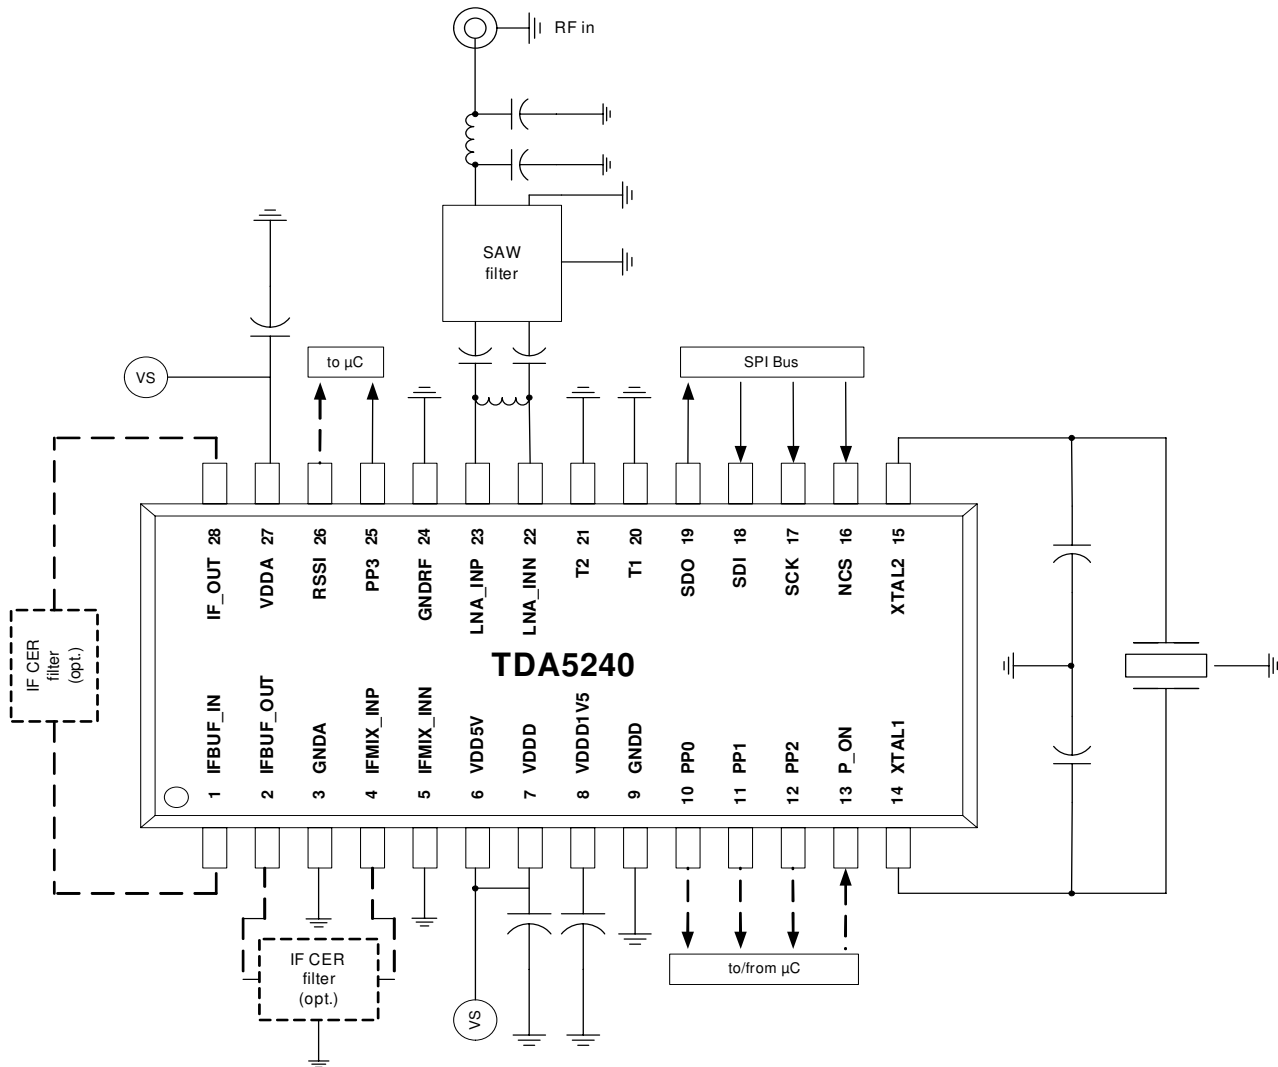 RF in
SAW
filter
VS
to µC
SPI Bus
28 27 26 25 24 23 22 21 20 19 18 17 16 15
IF_OUT VDDA RSSI PP3 GNDRF LNA_INP LNA_INN T2 T1 SDO SDI SCK NCS XTAL2
IF CER
filter
(opt.)
TDA5240
IFBUF_IN IFBUF_OUT GNDA IFMIX_INP IFMIX_INN VDD5V VDDD VDDD1V5 GNDD PP0 PP1 PP2 P_ON XTAL1
1 2 3 4 5 6 7 8 9 10 11 12 13 14
IF CER
filter
(opt.)
VS
to/from µC